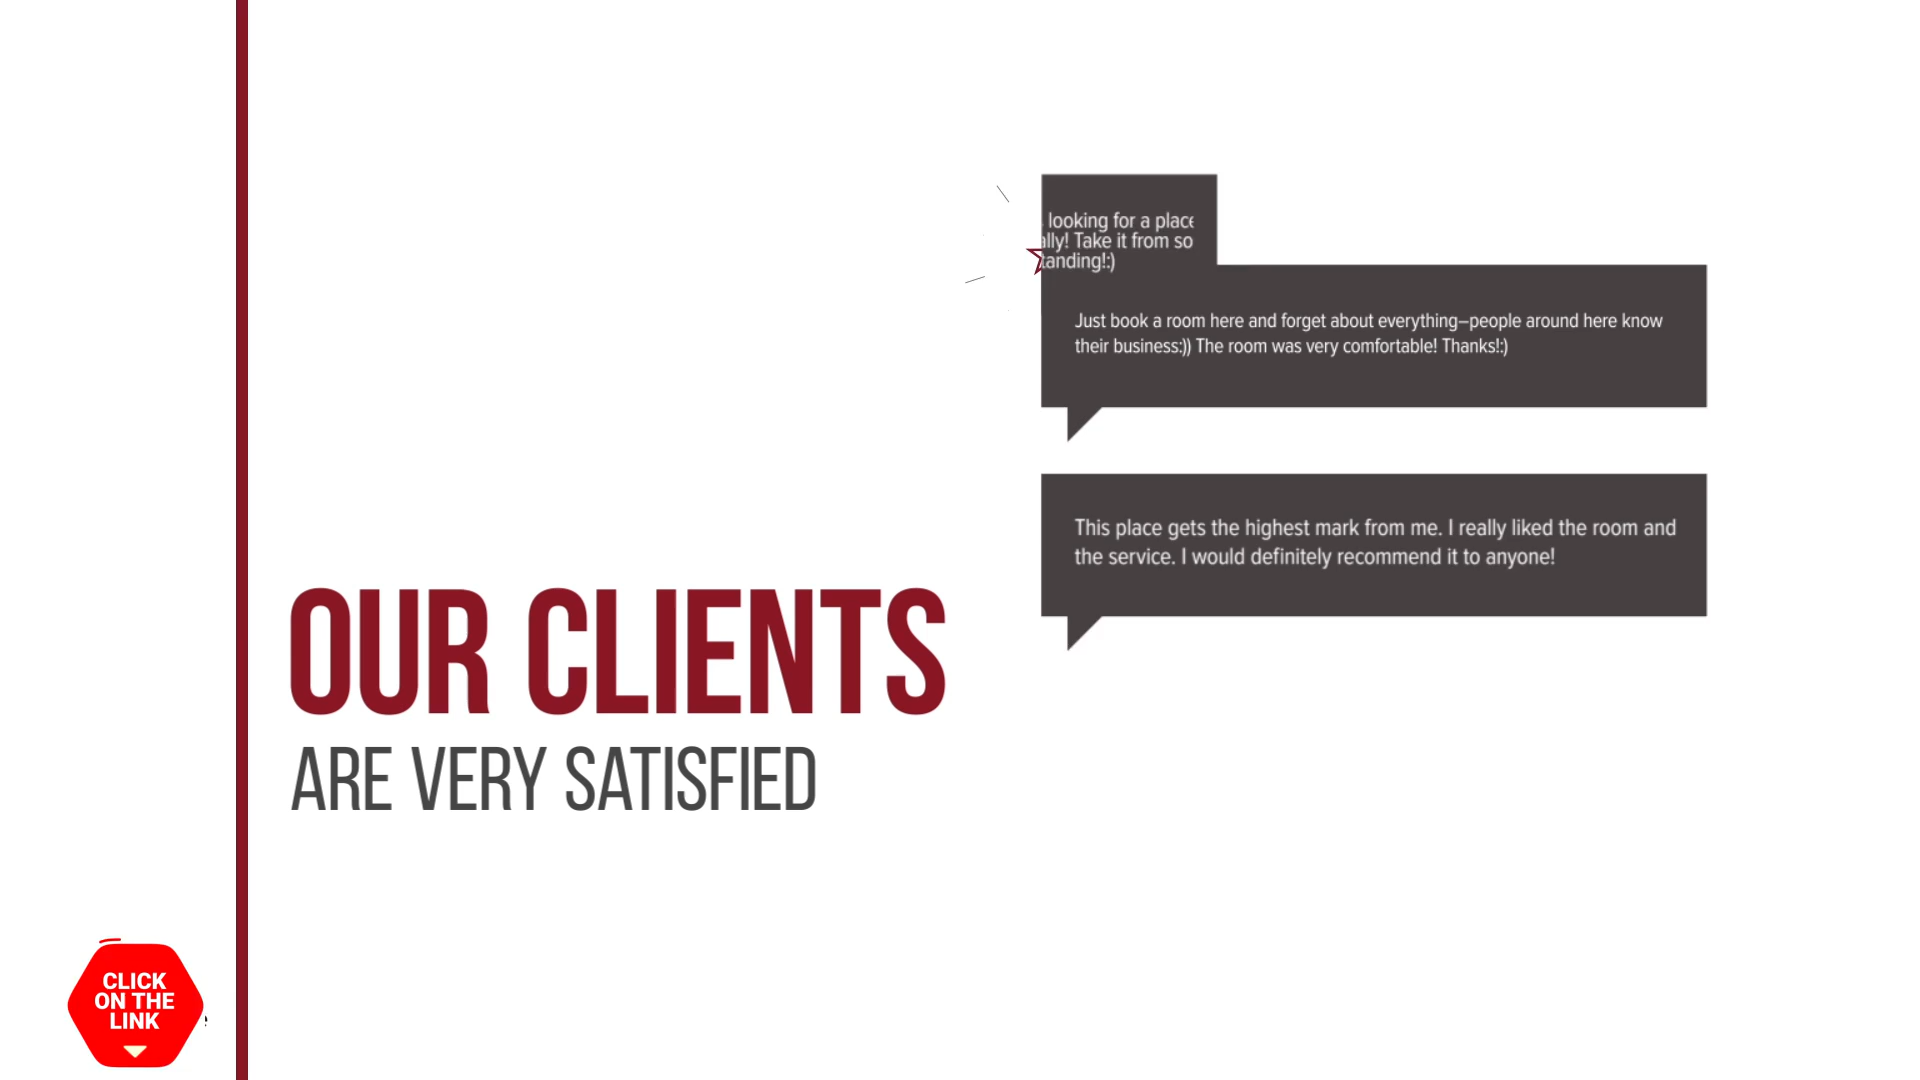 looking for a place
ally! Take it from so
tanding!:)
Just book a room here and forget about everything–people around here know
their business:)) The room was very comfortable! Thanks!:)
This place gets the highest mark from me. I really liked the room and
the service. I would definitely recommend it to anyone!
OUR CLIENTS
ARE VERY SATISFIED
CLICK
ON THE
LINK